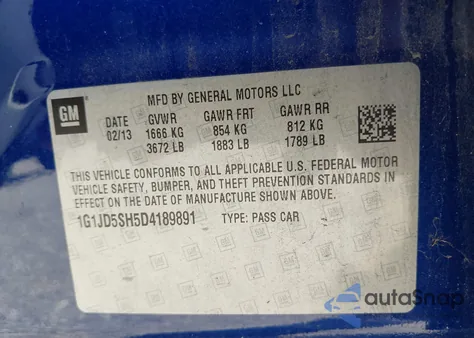 MFD BY GENERAL MOTORS LLC
GM
DATE GVWR GAWR FRT GAWR RR
02/13 1666 KG 854 KG 812 KG
3672 LB 1883 LB 1789 LB
THIS VEHICLE CONFORMS TO ALL APPLICABLE U.S. FEDERAL MOTOR
VEHICLE SAFETY, BUMPER, AND THEFT PREVENTION STANDARDS IN
EFFECT ON THE DATE OF MANUFACTURE SHOWN ABOVE.
1G1JD5SH5D4189891 TYPE: PASS CAR
autoSnap